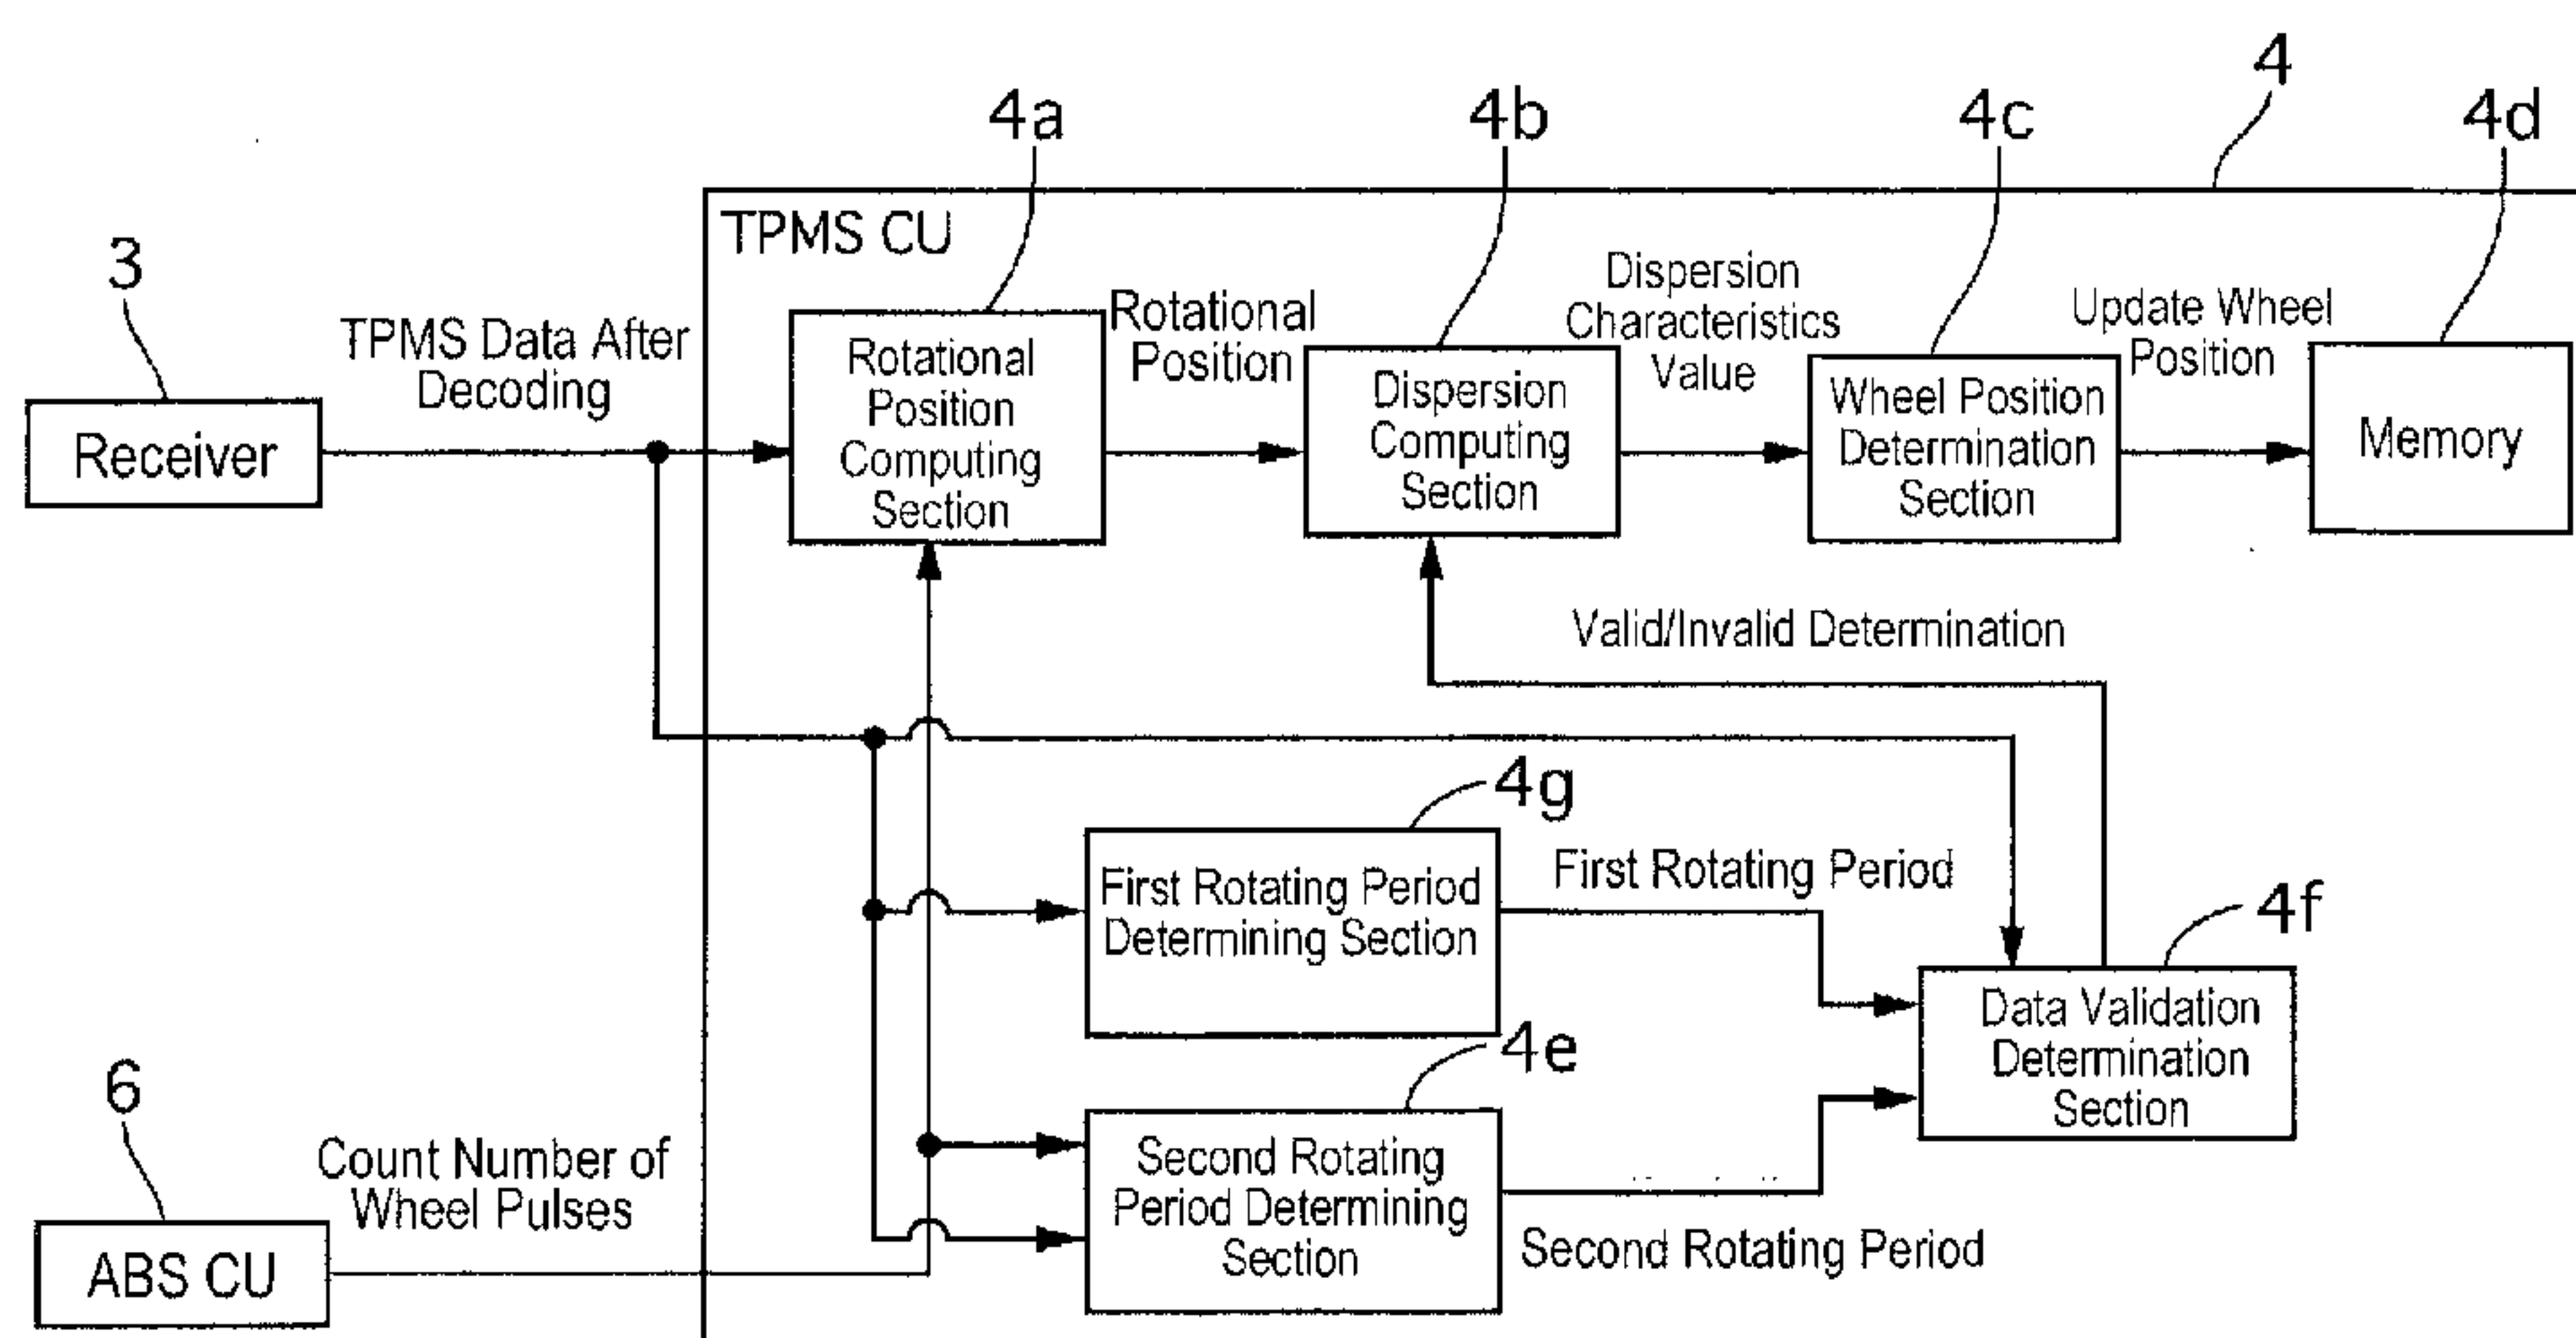 4
4a
4b
4c
4d
TPMS CU
3
TPMS Data After
Decoding
Receiver
Rotational
Position
Computing
Section
Rotational
Position
Dispersion
Computing
Section
Dispersion
Characteristics
Value
Wheel Position
Determination
Section
Update Wheel
Position
Memory
Valid/Invalid Determination
4g
First Rotating Period
Determining Section
First Rotating Period
4f
Data Validation
Determination
Section
4e
Second Rotating
Period Determining
Section
Second Rotating Period
6
Count Number of
Wheel Pulses
ABS CU